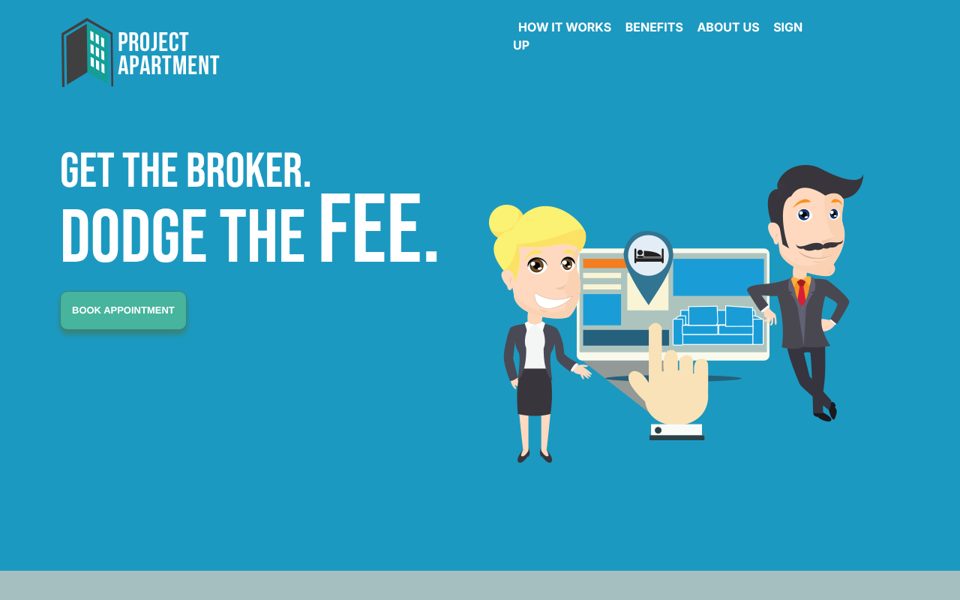 PROJECT
APARTMENT
HOW IT WORKS BENEFITS ABOUT US SIGN
UP
GET THE BROKER.
DODGE THE FEE.
BOOK APPOINTMENT